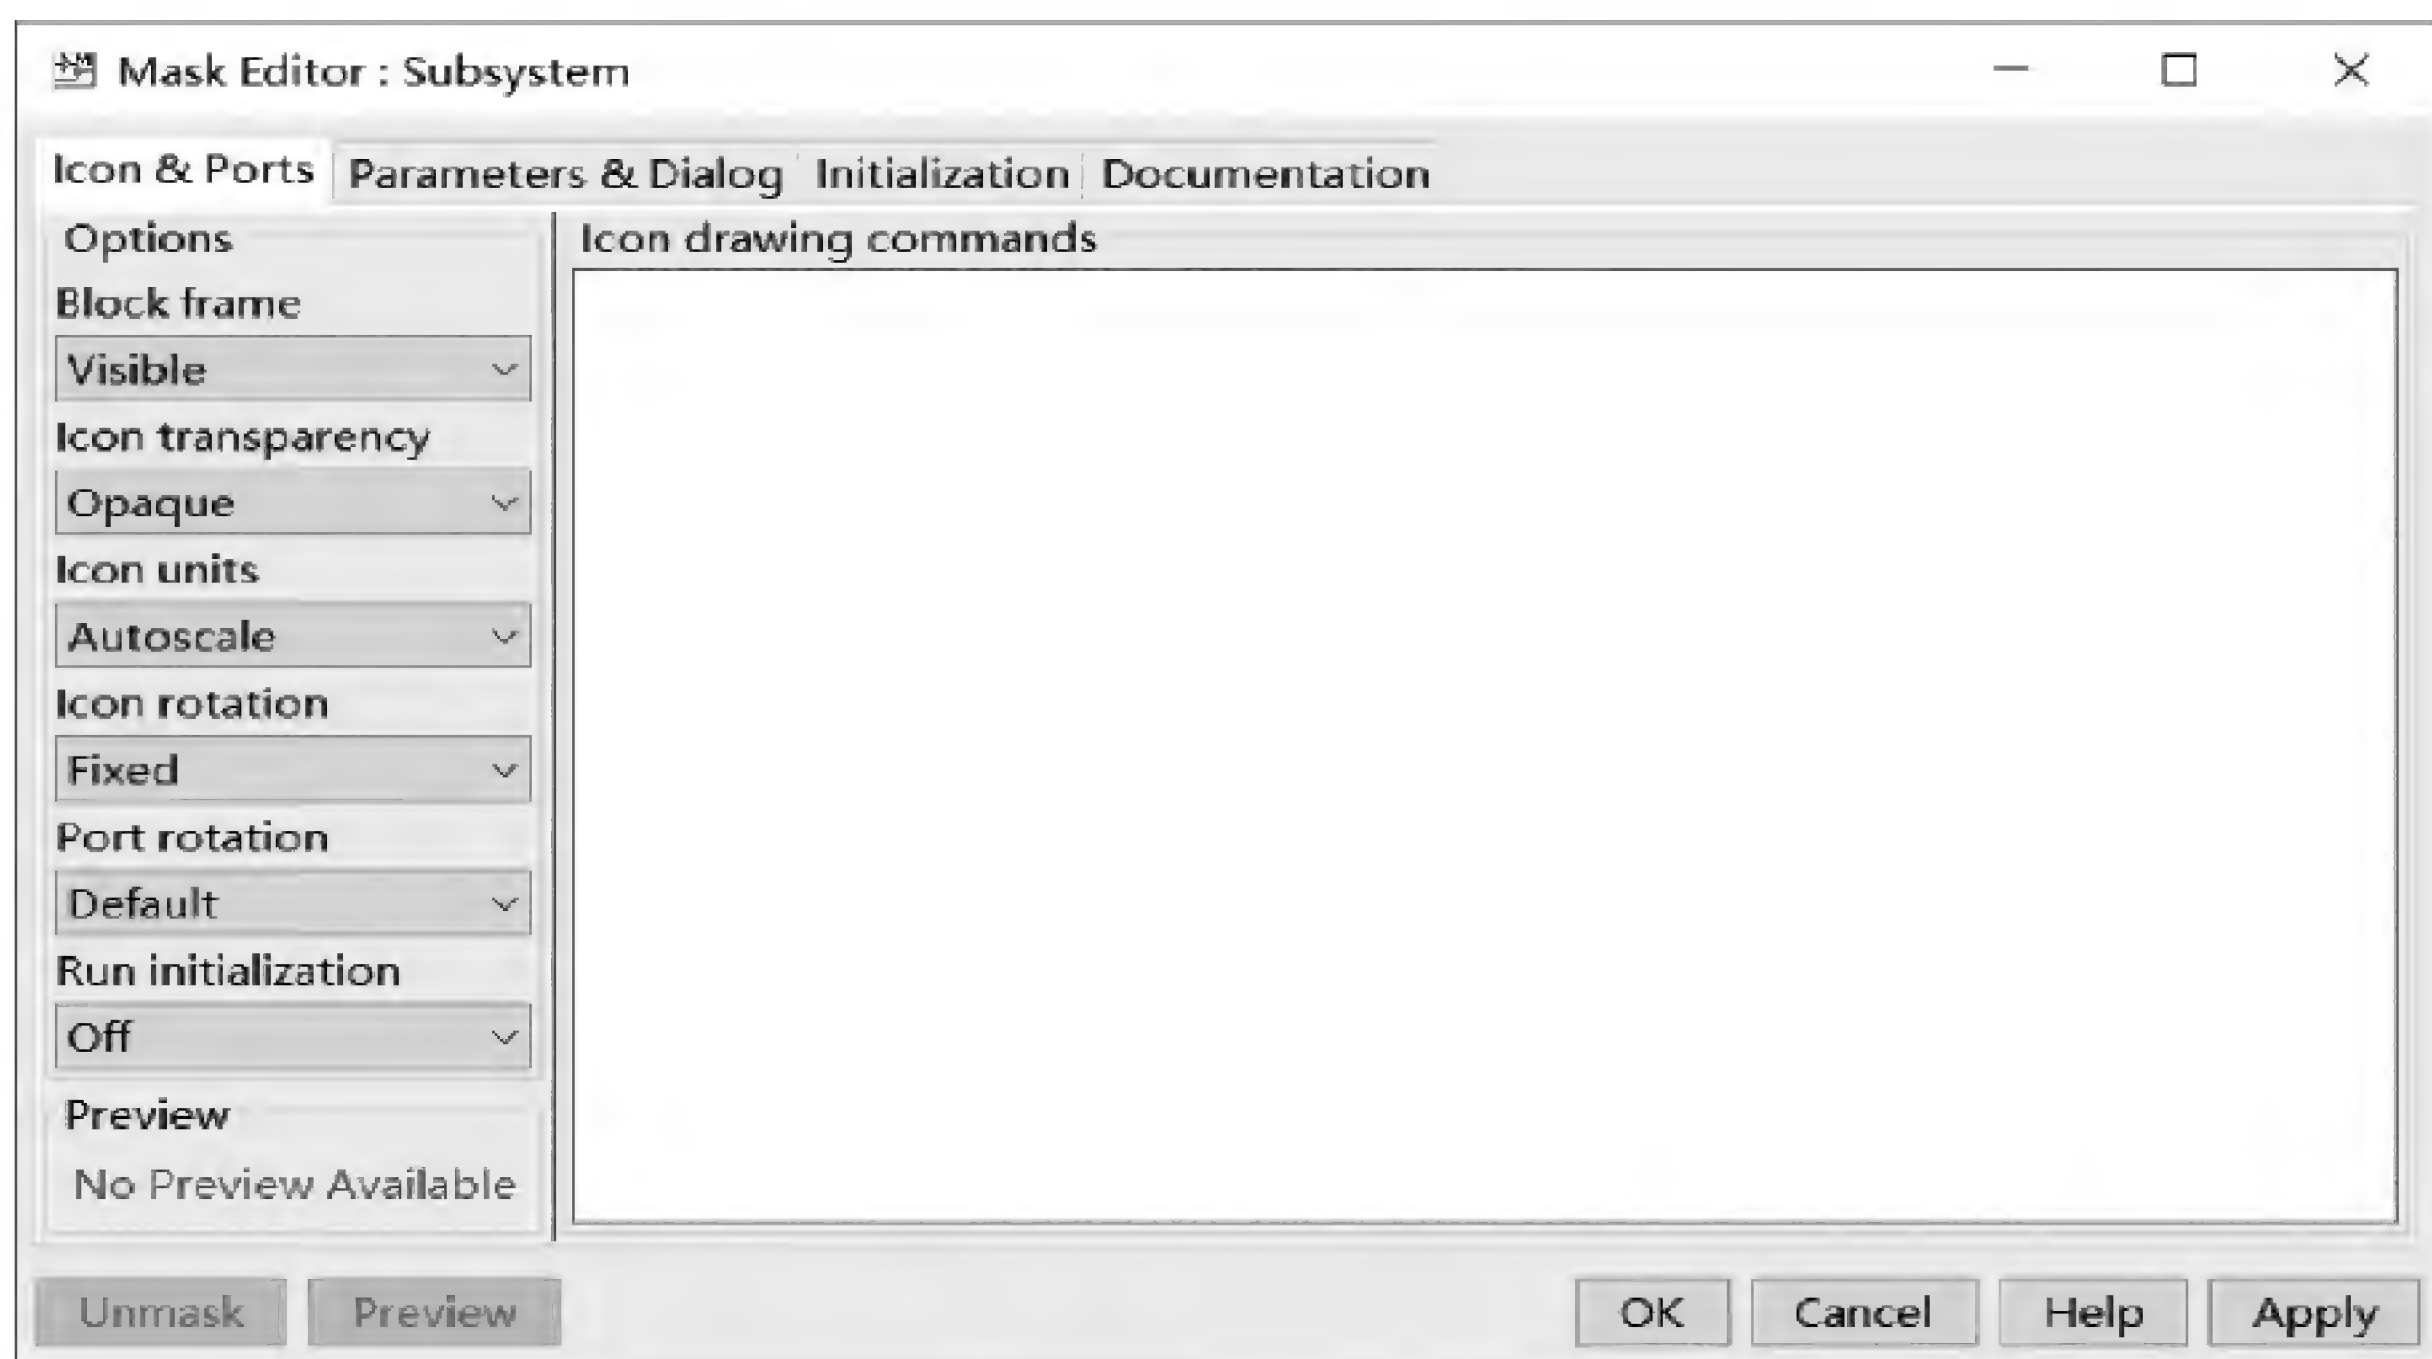 Mask Editor : Subsystem
Icon & Ports Parameters & Dialog Initialization Documentation
Options
Block frame
Visible
Icon transparency
Opaque
Icon units
Autoscale
Icon rotation
Fixed
Port rotation
Default
Run initialization
Off
Preview
No Preview Available
Icon drawing commands
Unmask Preview OK Cancel Help Apply